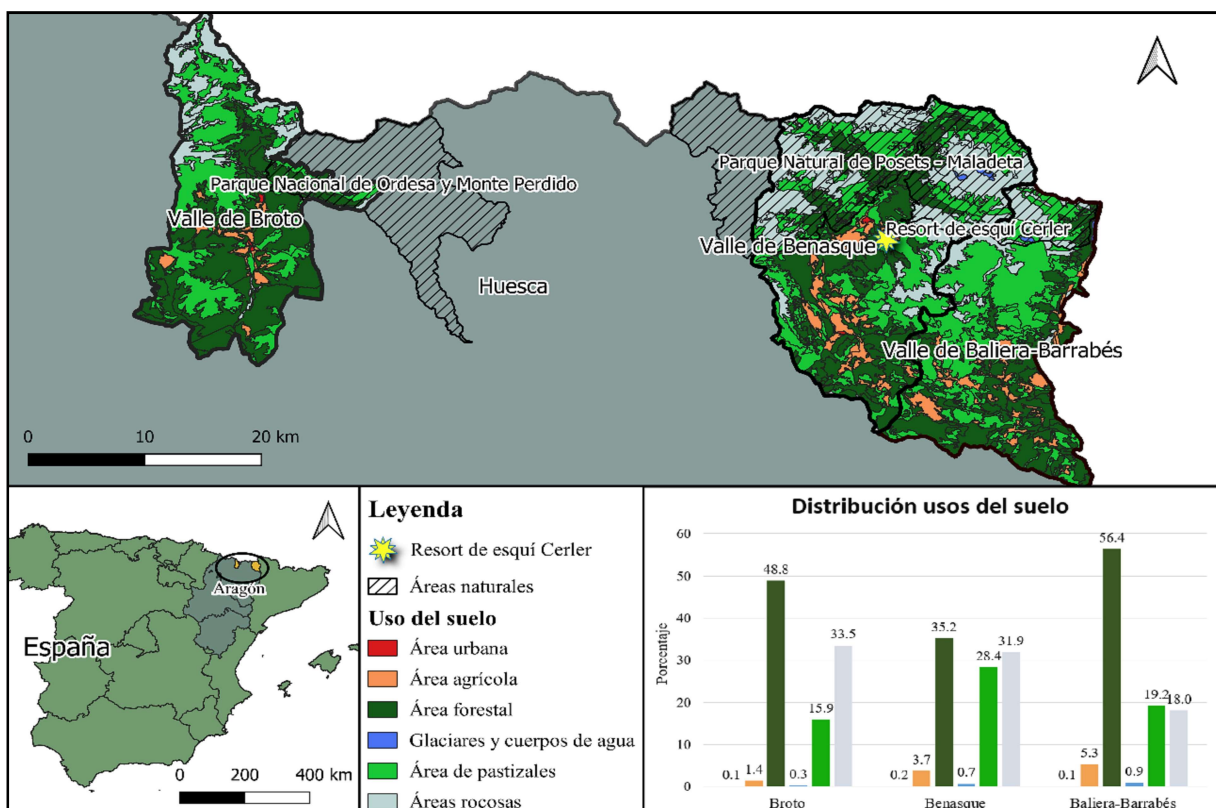 Parque Natural de Posets - Maladeta
Parque Nacional de Ordesa y Monte Perdido
Valle de Broto
Resort de esquí Cerler
Valle de Benasque
Huesca
Valle de Baliera-Barrabés
0 10 20 km
Aragón
España
0 200 400 km
Leyenda
Resort de esquí Cerler
Áreas naturales
Uso del suelo
Área urbana
Área agrícola
Área forestal
Glaciares y cuerpos de agua
Área de pastizales
Áreas rocosas
Distribución usos del suelo
Porcentaje
60
50
40
30
20
10
0
0.1 1.4 48.8 0.3 15.9 33.5
0.2 3.7 35.2 0.7 28.4 31.9
0.1 5.3 56.4 0.9 19.2 18.0
Broto Benasque Baliera-Barrabés